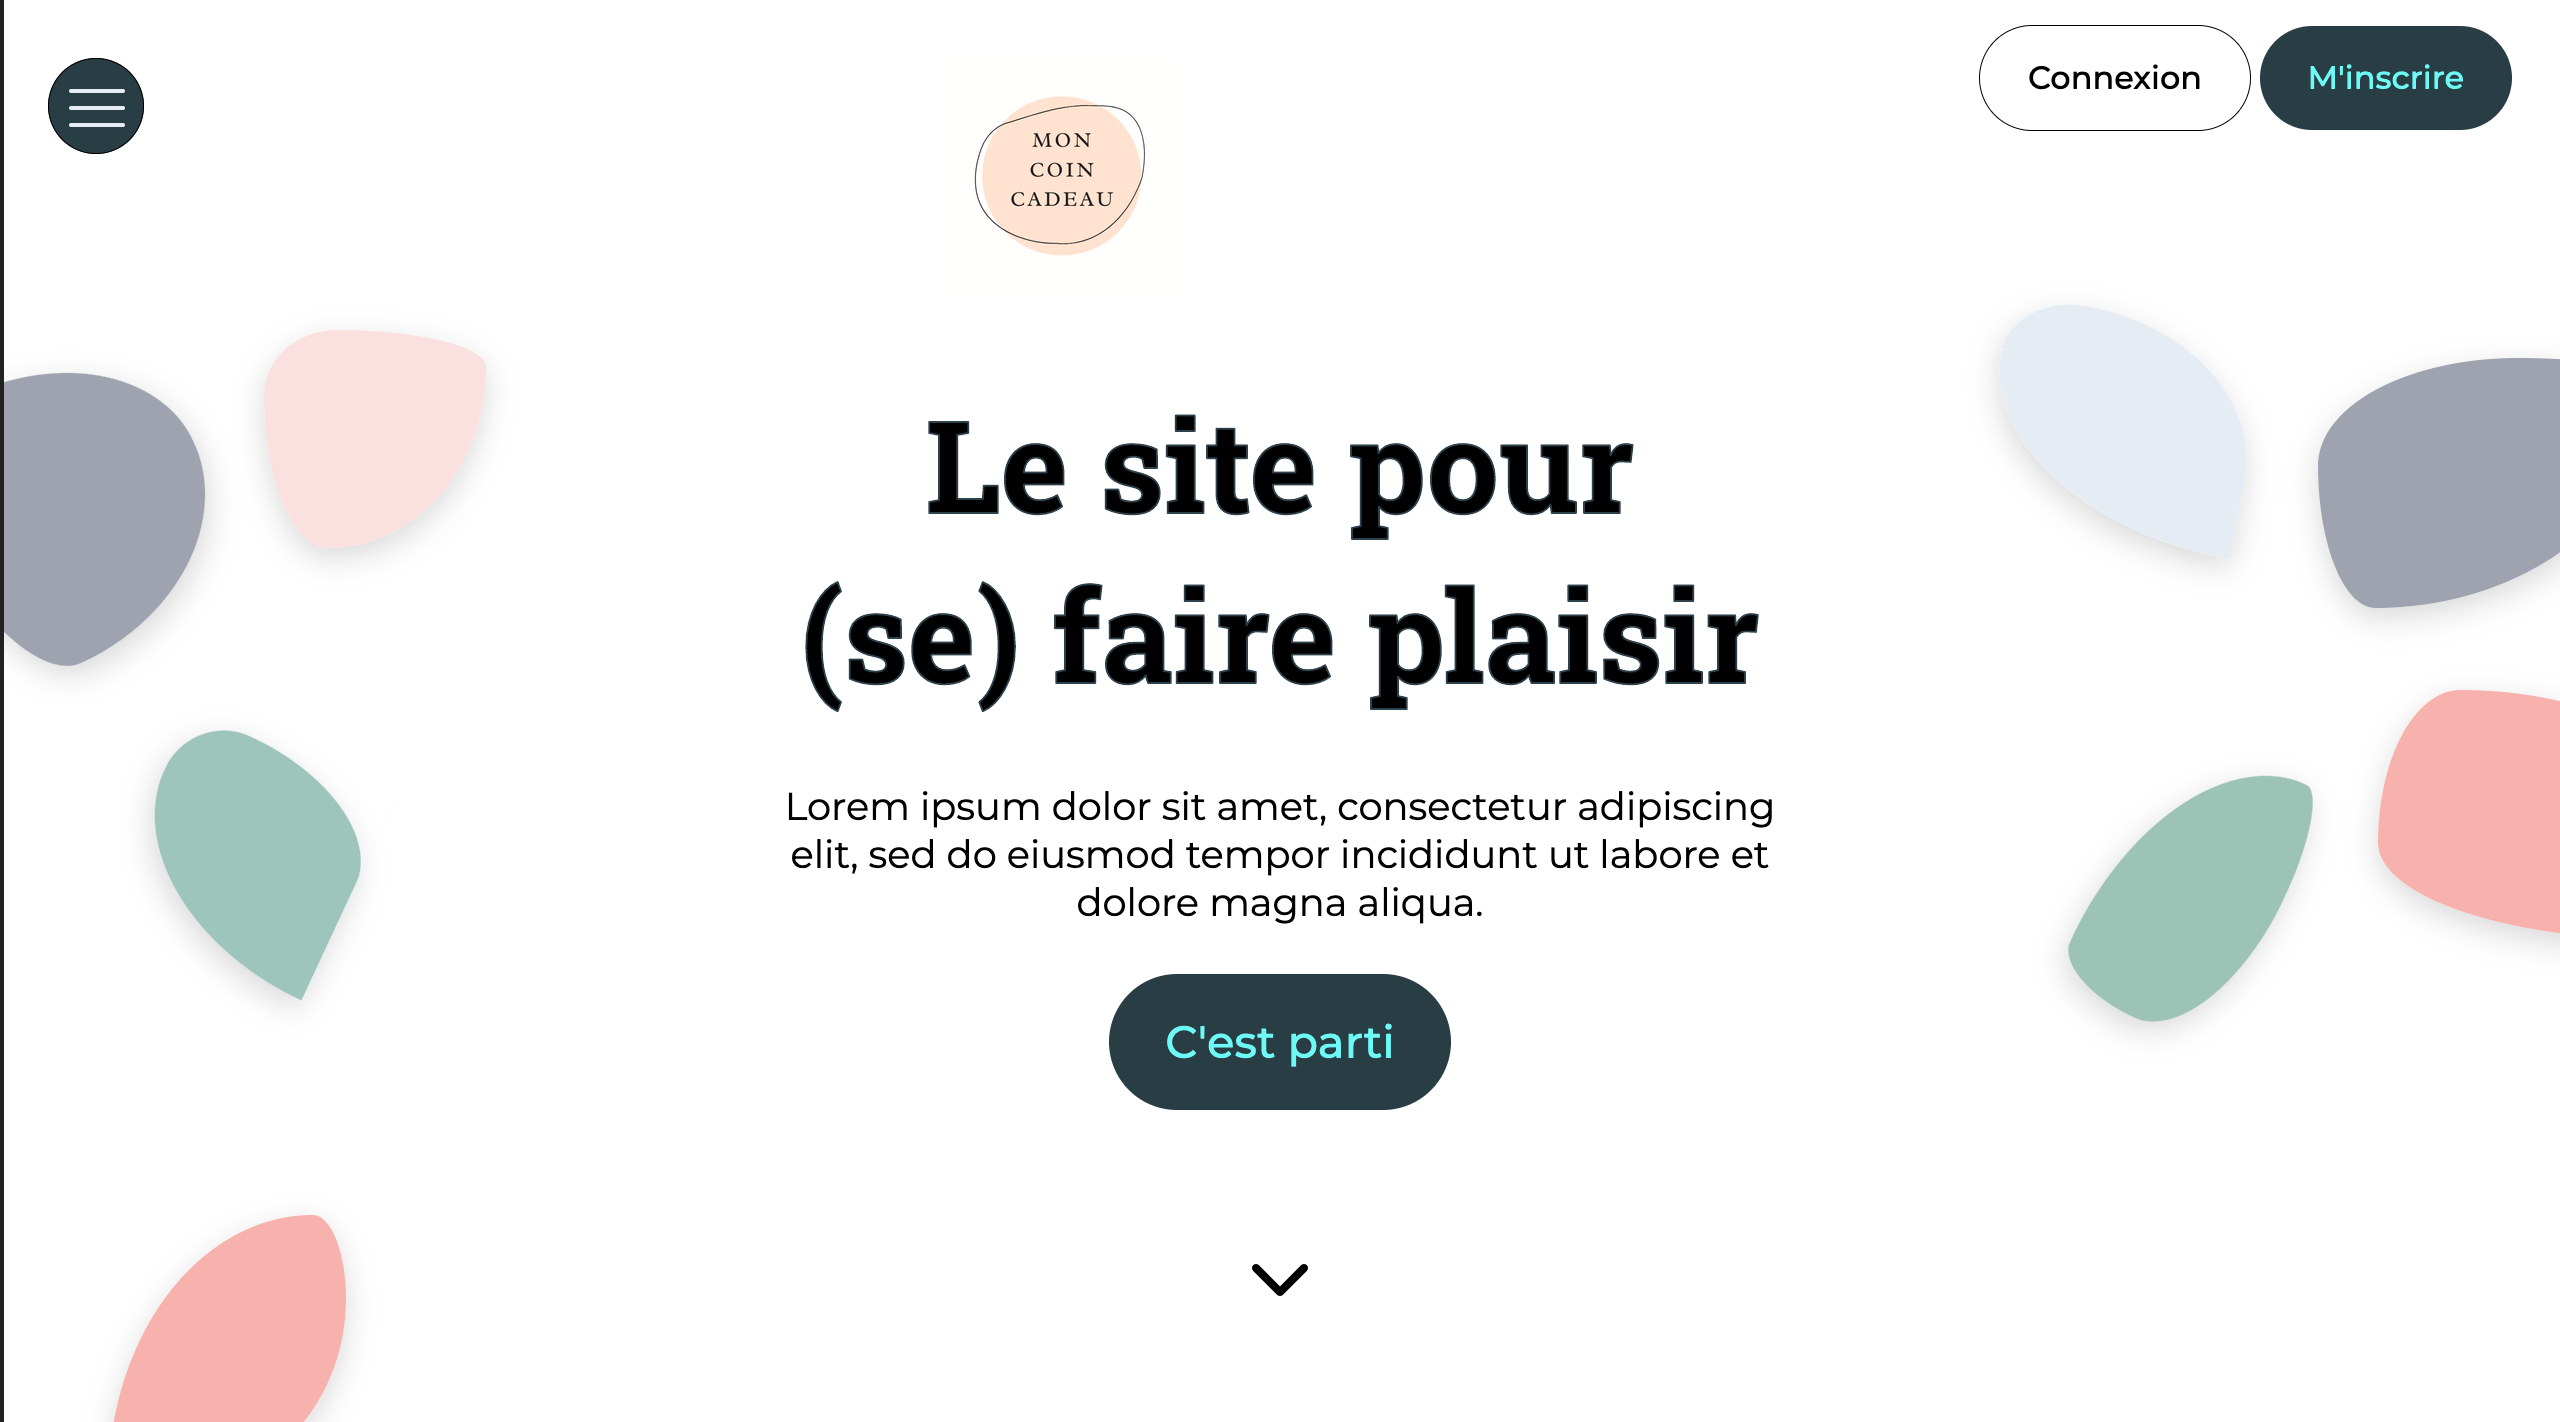 Connexion
M'inscrire
MON
COIN
CADEAU
Le site pour
(se) faire plaisir
Lorem ipsum dolor sit amet, consectetur adipiscing
elit, sed do eiusmod tempor incididunt ut labore et
dolore magna aliqua.
C'est parti